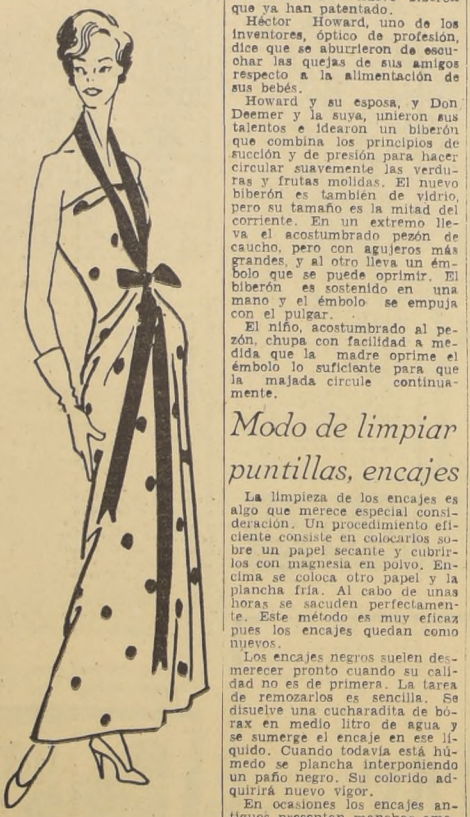 que ya han patentado.
Héctor Howard, uno de los
inventores, óptico de profesión,
dice que se aburrieron de escu-
char las quejas de sus amigos
respecto a la alimentación de
sus bebés.
Howard y su esposa, y Don
Deemer y la suya, unieron sus
talentos e idearon un biberón
que combina los principios de
succión y de presión para hacer
circular suavemente las verdu-
ras y frutas molidas. El nuevo
biberón es también de vidrio,
pero su tamaño es la mitad del
corriente. En un extremo lle-
va el acostumbrado pezón de
caucho, pero con agujeros más
grandes, y al otro lleva un ém-
bolo que se puede oprimir. El
biberón es sostenido en una
mano y el émbolo se empuja
con el pulgar.
El niño, acostumbrado al pe-
zón, chupa con facilidad a me-
dida que la madre oprime el
émbolo lo suficiente para que
la majada circule continua-
mente.
Modo de limpiar
puntillas, encajes
La limpieza de los encajes es
algo que merece especial consi-
deración. Un procedimiento efi-
ciente consiste en colocarlos so-
bre un papel secante y cubrir-
los con magnesia en polvo. En-
cima se coloca otro papel y la
plancha fría. Al cabo de unas
horas se sacuden perfectamen-
te. Este método es muy eficaz
pues los encajes quedan como
nuevos.
Los encajes negros suelen des-
merecer pronto cuando su cali-
dad no es de primera. La tarea
de remozarlos es sencilla. Se
disuelve una cucharadita de bó-
rax en medio litro de agua y
se sumerge el encaje en ese lí-
quido. Cuando todavía está hú-
medo se plancha interponiendo
un paño negro. Su colorido ad-
quirirá nuevo vigor.
En ocasiones los encajes an-